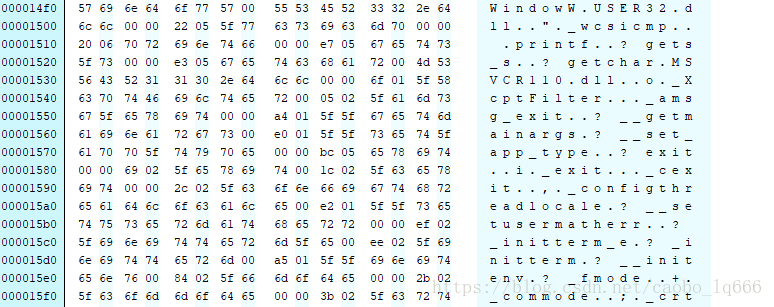 000014f0 57 69 6e 64 6f 77 57 00 55 53 45 52 33 32 2e 64 WindowW.USER32.d
00001500 6c 6c 00 00 22 05 5f 77 63 73 69 63 6d 70 00 00 ll.."._wcsicmp..
00001510 20 06 70 72 69 6e 74 66 00 00 e7 05 67 65 74 73 .printf..? gets
00001520 5f 73 00 00 e3 05 67 65 74 63 68 61 72 00 4d 53 _s..? getchar.MS
00001530 56 43 52 31 31 30 2e 64 6c 6c 00 00 6f 01 5f 58 VCR110.dll..o._X
00001540 63 70 74 46 69 6c 74 65 72 00 05 02 5f 61 6d 73 cptFilter..._ams
00001550 67 5f 65 78 69 74 00 00 a4 01 5f 5f 67 65 74 6d g_exit..? __getm
00001560 61 69 6e 61 72 67 73 00 e0 01 5f 5f 73 65 74 5f ainargs.? __set_
00001570 61 70 70 5f 74 79 70 65 00 00 bc 05 65 78 69 74 app_type..? exit
00001580 00 00 69 02 5f 65 78 69 74 00 1c 02 5f 63 65 78 ..i._exit..._cex
00001590 69 74 00 00 2c 02 5f 63 6f 6e 66 69 67 74 68 72 it..,._configthr
000015a0 65 61 64 6c 6f 63 61 6c 65 00 e2 01 5f 5f 73 65 eadlocale.? __se
000015b0 74 75 73 65 72 6d 61 74 68 65 72 72 00 00 ef 02 tusermatherr..?
000015c0 5f 69 6e 69 74 74 65 72 6d 5f 65 00 ee 02 5f 69 _initterm_e.? _i
000015d0 6e 69 74 74 65 72 6d 00 a5 01 5f 5f 69 6e 69 74 nitterm.? __init
000015e0 65 6e 76 00 84 02 5f 66 6d 6f 64 65 00 00 2b 02 env.? _fmode..+.
000015f0 5f 63 6f 6d 6d 6f 64 65 00 00 3b 02 5f 63 72 74 _commode..;._crt
https://blog.csdn.net/caobo_1q666